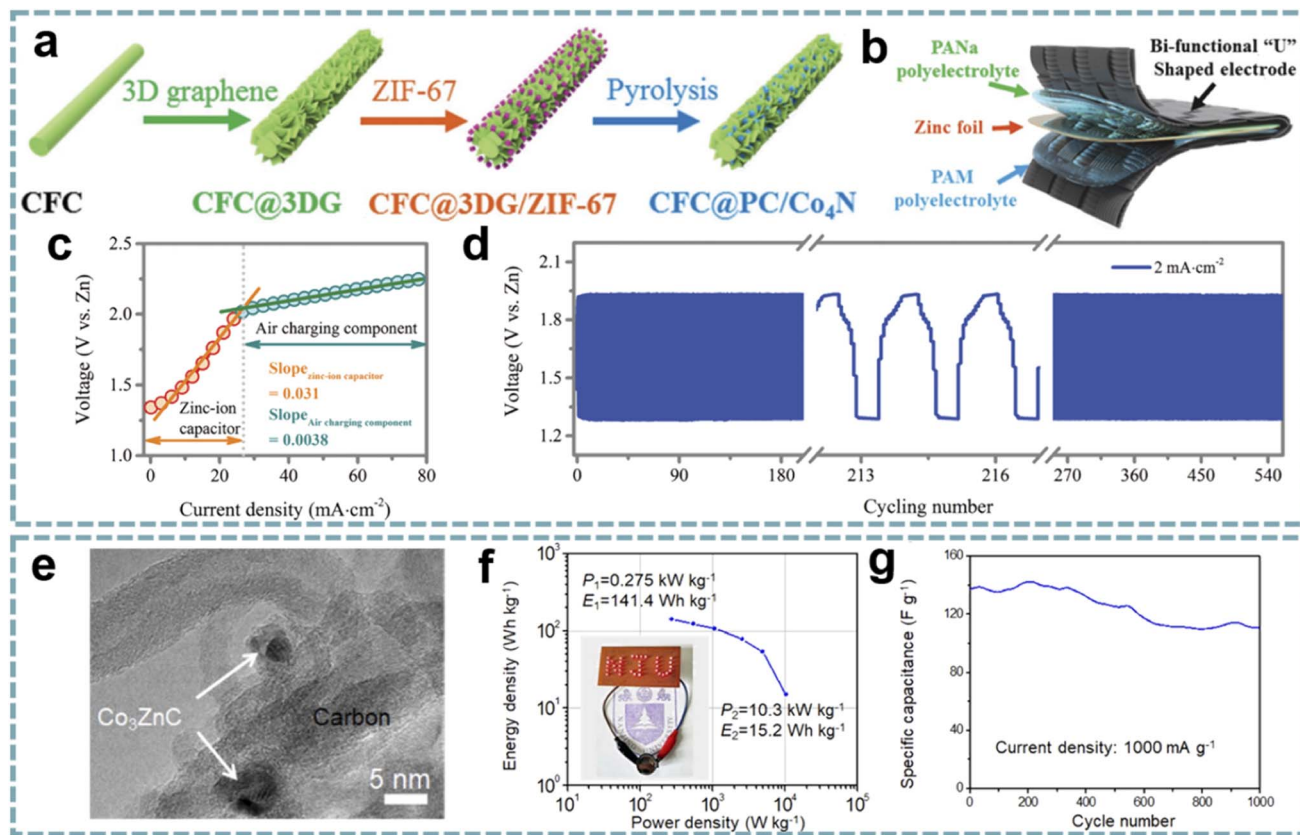 a
3D graphene
ZIF-67
Pyrolysis
CFC
CFC@3DG
CFC@3DG/ZIF-67
CFC@PC/Co₄N
b
PANa
polyelectrolyte
Bi-functional “U”
Shaped electrode
Zinc foil
PAM
polyelectrolyte
c
2.5
2.0
1.5
1.0
Voltage (V vs. Zn)
Air charging component
Zinc-ion
capacitor
Slope zinc-ion capacitor
= 0.031
Slope Air charging component
= 0.0038
0 20 40 60 80
Current density (mA·cm⁻²)
d
2.1
1.8
1.5
1.2
Voltage (V vs. Zn)
2 mA·cm⁻²
0 90 180 213 216 270 360 450 540
Cycling number
e
Co₃ZnC
Carbon
5 nm
f
10³
10²
10¹
10⁰
Energy density (Wh kg⁻¹)
P₁=0.275 kW kg⁻¹
E₁=141.4 Wh kg⁻¹
NJU
P₂=10.3 kW kg⁻¹
E₂=15.2 Wh kg⁻¹
10¹ 10² 10³ 10⁴ 10⁵
Power density (W kg⁻¹)
g
160
120
80
40
0
Specific capacitance (F g⁻¹)
Current density: 1000 mA g⁻¹
0 200 400 600 800 1000
Cycle number